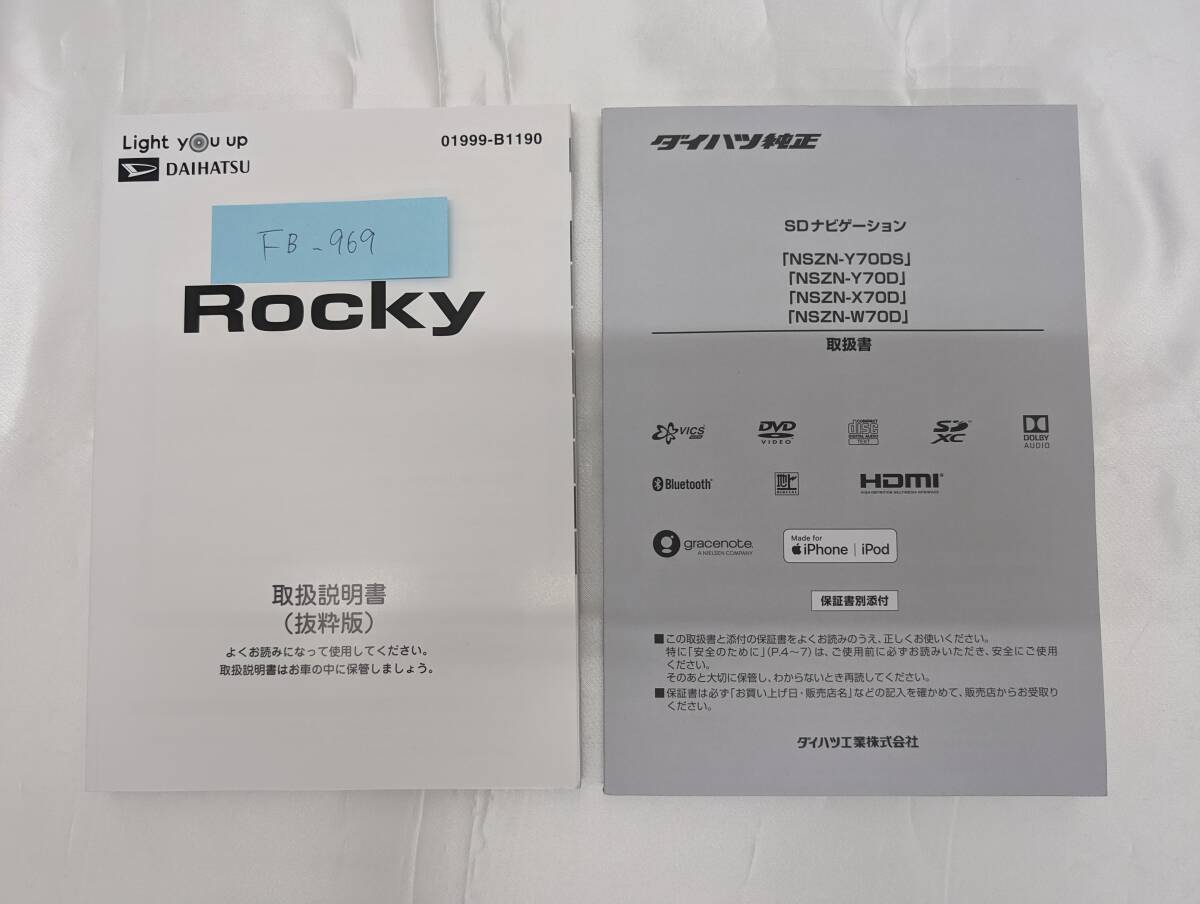 Light you up
DAIHATSU
01999-B1190
FB-969
Rocky
取扱説明書
（抜粋版）
よくお読みになって使用してください。
取扱説明書はお車の中に保管しましょう。
ダイハツ純正
SDナビゲーション
「NSZN-Y70DS」
「NSZN-Y70D」
「NSZN-X70D」
「NSZN-W70D」
取扱書
VICS
DVD
VIDEO
COMPACT
disc
DIGITAL AUDIO
TEXT
SD
XC
DOLBY
AUDIO
Bluetooth
地上
DIGITAL
HDMI
HIGH-DEFINITION MULTIMEDIA INTERFACE
gracenote.
A NIELSEN COMPANY
Made for
iPhone | iPod
保証書別添付
■この取扱書と添付の保証書をよくお読みのうえ、正しくお使いください。
特に「安全のために」(P.4～7)は、ご使用前に必ずお読みいただき、安全にご使用
ください。
そのあと大切に保管し、わからないとき再読してください。
■保証書は必ず「お買い上げ日・販売店名」などの記入を確かめて、販売店からお受取り
ください。
ダイハツ工業株式会社